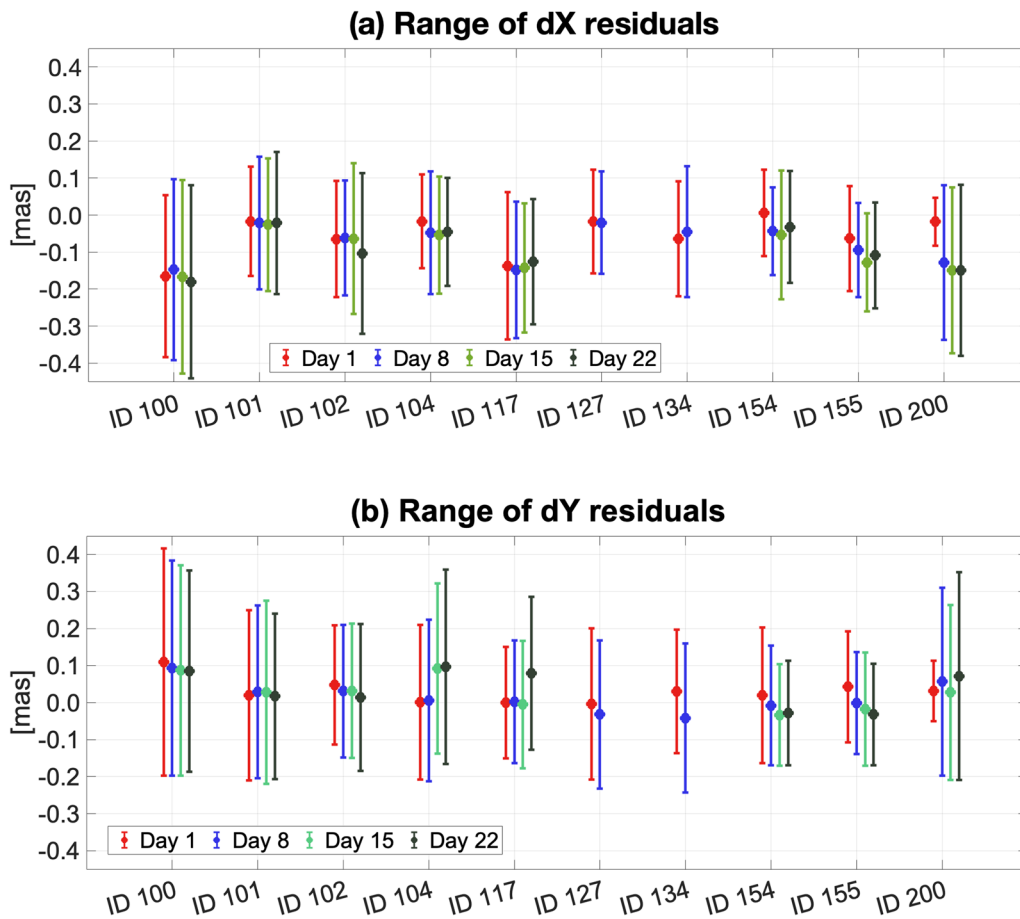 (a) Range of dX residuals
[mas]
0.4
0.3
0.2
0.1
0.0
-0.1
-0.2
-0.3
-0.4
Day 1 Day 8 Day 15 Day 22
ID 100 ID 101 ID 102 ID 104 ID 117 ID 127 ID 134 ID 154 ID 155 ID 200
(b) Range of dY residuals
[mas]
0.4
0.3
0.2
0.1
0.0
-0.1
-0.2
-0.3
-0.4
Day 1 Day 8 Day 15 Day 22
ID 100 ID 101 ID 102 ID 104 ID 117 ID 127 ID 134 ID 154 ID 155 ID 200